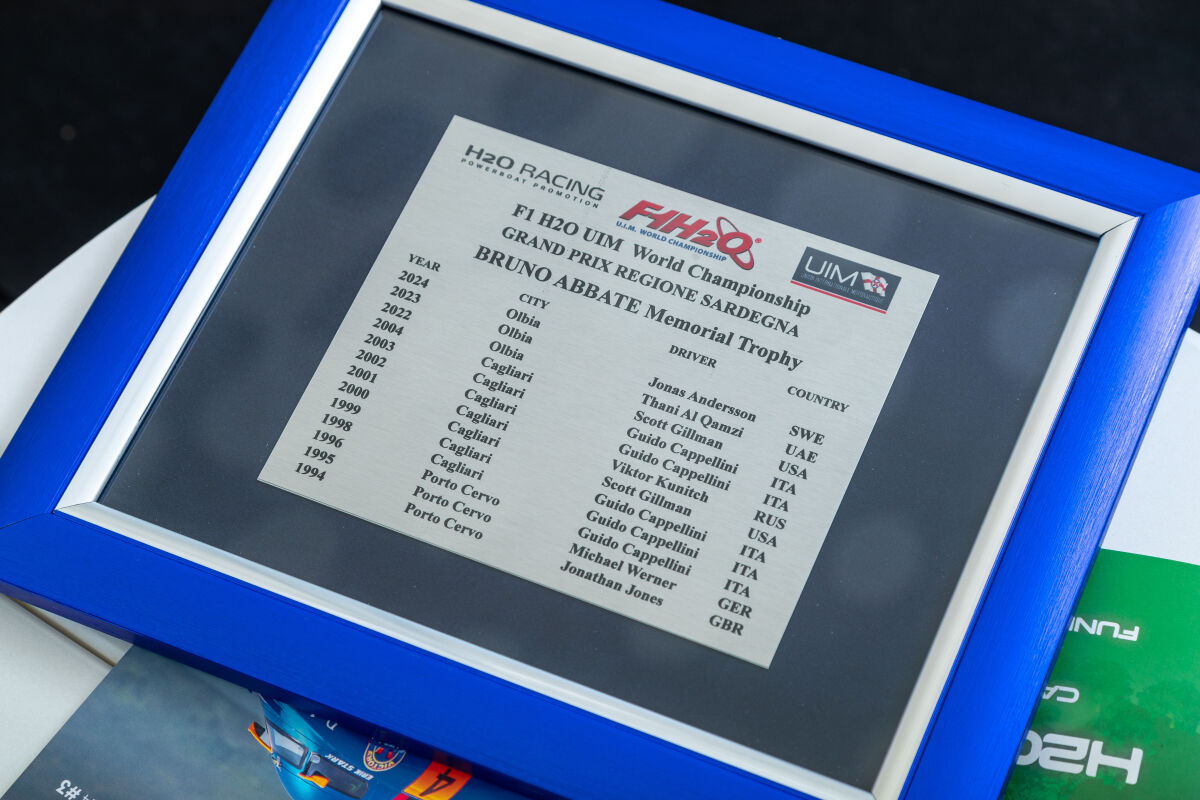 H2O RACING
POWERBOAT PROMOTION
F1H2O
U.I.M. WORLD CHAMPIONSHIP
UIM
F1 H2O UIM World Championship
GRAND PRIX REGIONE SARDEGNA
BRUNO ABBATE Memorial Trophy
YEAR
2024
2023
2022
2004
2003
2002
2001
2000
1999
1998
1996
1995
1994
CITY
Olbia
Olbia
Olbia
Cagliari
Cagliari
Cagliari
Cagliari
Cagliari
Cagliari
Cagliari
Porto Cervo
Porto Cervo
Porto Cervo
DRIVER
Jonas Andersson
Thani Al Qamzi
Scott Gillman
Guido Cappellini
Guido Cappellini
Viktor Kunitch
Scott Gillman
Guido Cappellini
Guido Cappellini
Guido Cappellini
Michael Werner
Jonathan Jones
COUNTRY
SWE
UAE
USA
ITA
ITA
RUS
USA
ITA
ITA
ITA
GER
GBR
ERIK STARK
4
#3
H2O